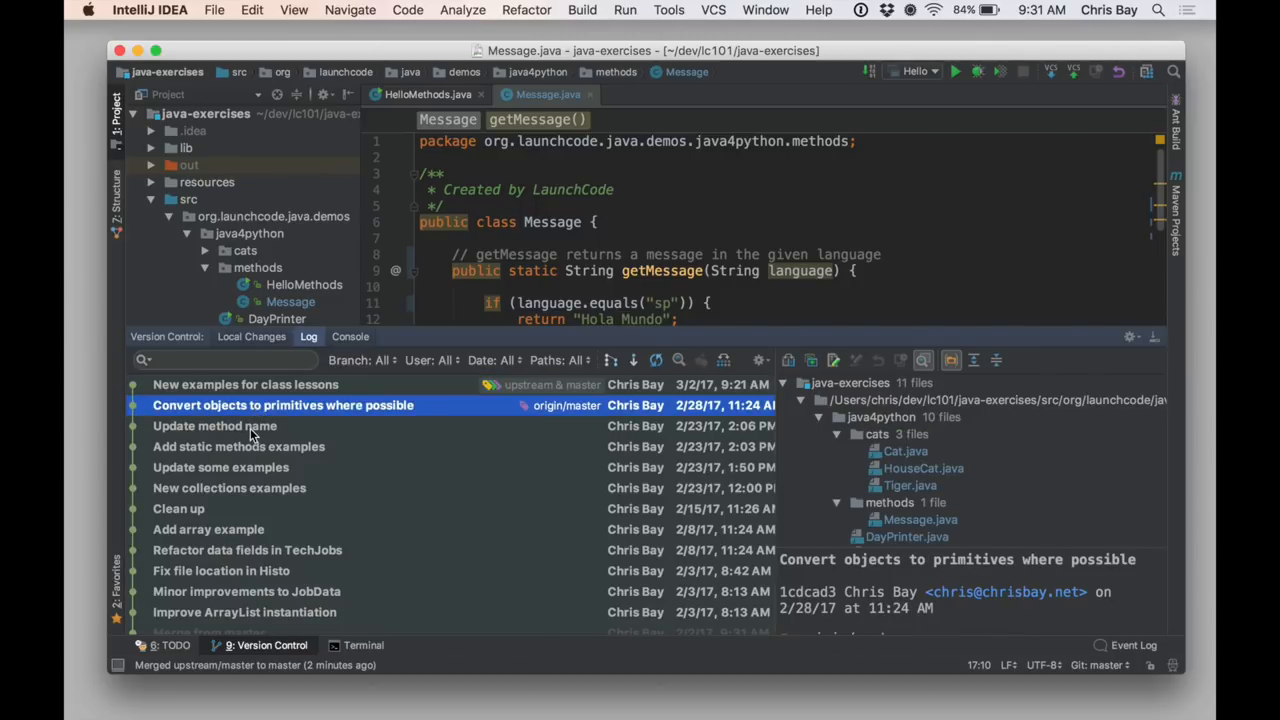 IntelliJ IDEA File Edit View Navigate Code Analyze Refactor Build Run Tools VCS Window Help 84% 9:31 AM Chris Bay
Message.java - java-exercises - [~/dev/lc101/java-exercises]
java-exercises src org launchcode java demos java4python methods Message Hello VCS VCS
Project HelloMethods.java Message.java
1: Project
7: Structure
2: Favorites
java-exercises ~/dev/lc101/java-e
.idea
lib
out
resources
src
org.launchcode.java.demos
java4python
cats
methods
HelloMethods
Message
DayPrinter
Message getMessage()
1 package org.launchcode.java.demos.java4python.methods;
2
3 /**
4 * Created by LaunchCode
5 */
6 public class Message {
7
8 // getMessage returns a message in the given language
9 @ public static String getMessage(String language) {
10
11 if (language.equals("sp")) {
12 return "Hola Mundo";
Ant Build
m Maven Projects
Version Control: Local Changes Log Console
Branch: All User: All Date: All Paths: All
New examples for class lessons upstream & master Chris Bay 3/2/17, 9:21 AM
Convert objects to primitives where possible origin/master Chris Bay 2/28/17, 11:24 AM
Update method name Chris Bay 2/23/17, 2:06 PM
Add static methods examples Chris Bay 2/23/17, 2:03 PM
Update some examples Chris Bay 2/23/17, 1:50 PM
New collections examples Chris Bay 2/23/17, 12:00 P
Clean up Chris Bay 2/15/17, 11:26 AM
Add array example Chris Bay 2/8/17, 11:24 AM
Refactor data fields in TechJobs Chris Bay 2/8/17, 11:24 AM
Fix file location in Histo Chris Bay 2/3/17, 8:42 AM
Minor improvements to JobData Chris Bay 2/3/17, 8:13 AM
Improve ArrayList instantiation Chris Bay 2/3/17, 8:13 AM
java-exercises 11 files
/Users/chris/dev/lc101/java-exercises/src/org/launchcode/jav
java4python 10 files
cats 3 files
Cat.java
HouseCat.java
Tiger.java
methods 1 file
Message.java
DayPrinter.java
Convert objects to primitives where possible
1cdcad3 Chris Bay <chris@chrisbay.net> on
2/28/17 at 11:24 AM
6: TODO 9: Version Control Terminal Event Log
Merged upstream/master to master (2 minutes ago) 17:10 LF UTF-8 Git: master